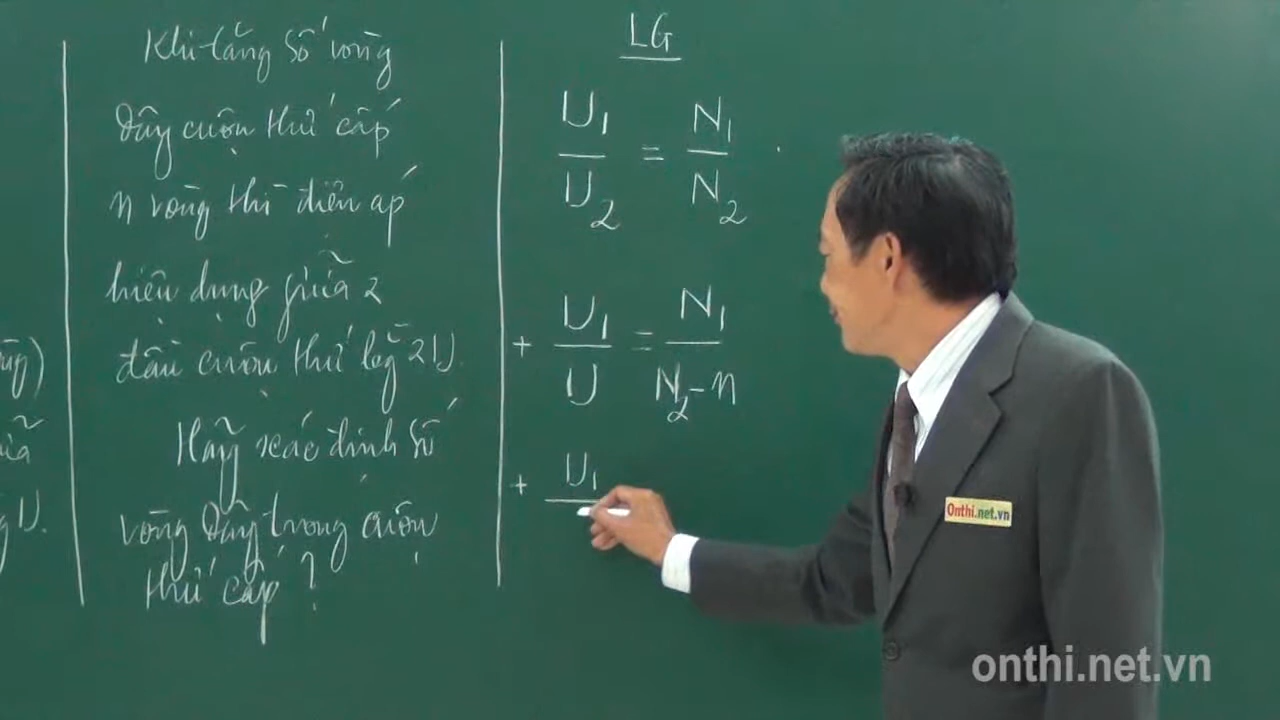 Khi tăng số vòng
dây cuộn thứ cấp
n vòng thì điện áp
hiệu dụng giữa 2
đầu cuộn thứ
2U.
Hãy xác định số
vòng dây trong cuộn
thứ cấp ?
LG
U1/U2 = N1/N2
+ U1/U = N1/(N2-n)
+ U1
U.
Onthi.net.vn
onthi.net.vn